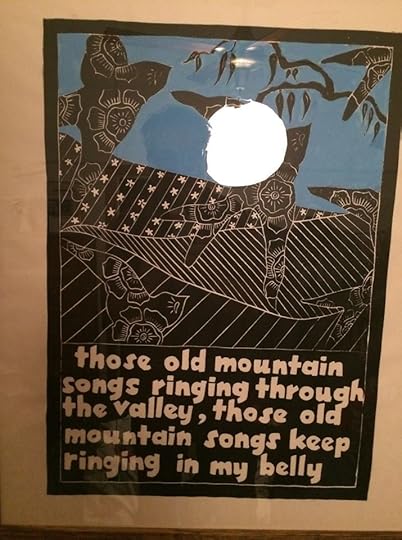 those old mountain
songs ringing through
the valley, those old
mountain songs keep
ringing in my belly